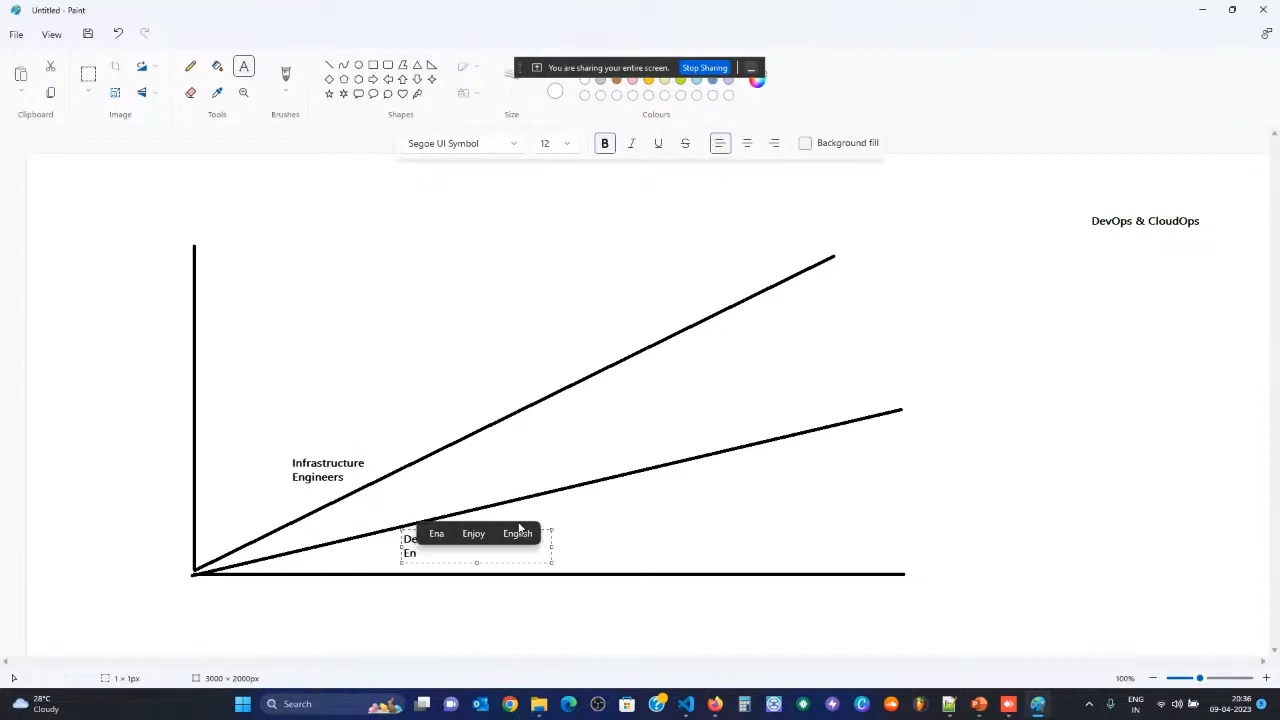 Untitled - Paint
File
View
You are sharing your entire screen.
Stop Sharing
Clipboard
Image
Tools
Brushes
Shapes
Size
Colours
Segoe UI Symbol
12
B
I
U
S
Background fill
DevOps & CloudOps
Infrastructure
Engineers
De
En
Ena
Enjoy
English
1 × 1px
3000 × 2000px
100%
28°C
Cloudy
Search
ENG
IN
20:36
09-04-2023